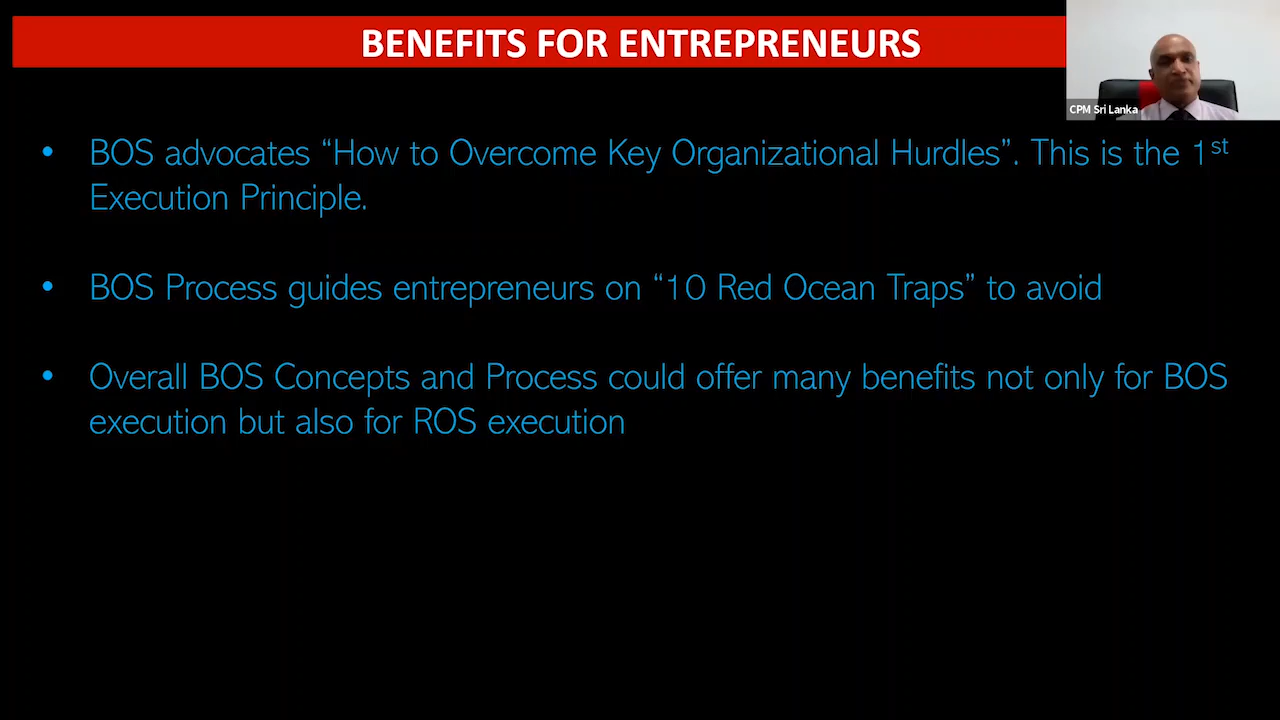 BENEFITS FOR ENTREPRENEURS
CPM Sri Lanka
• BOS advocates “How to Overcome Key Organizational Hurdles”. This is the 1st
Execution Principle.
• BOS Process guides entrepreneurs on “10 Red Ocean Traps” to avoid
• Overall BOS Concepts and Process could offer many benefits not only for BOS
execution but also for ROS execution